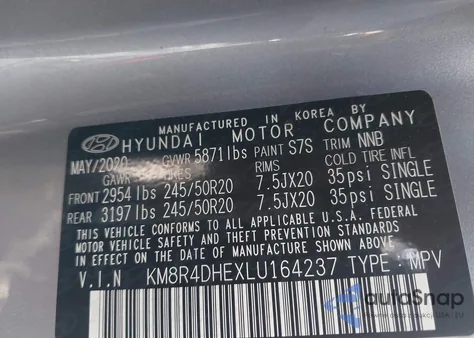 MANUFACTURED IN KOREA BY
HYUNDAI MOTOR COMPANY
MAY/2020 GVWR 5871lbs PAINT S7S TRIM NNB
GAWR TIRES RIMS COLD TIRE INFL
FRONT 2954 lbs 245/50R20 7.5JX20 35psi SINGLE
REAR 3197 lbs 245/50R20 7.5JX20 35psi SINGLE
THIS VEHICLE CONFORMS TO ALL APPLICABLE U.S.A. FEDERAL
MOTOR VEHICLE SAFETY STANDARDS IN EFFECT
ON THE DATE OF MANUFACTURE SHOWN ABOVE.
V.I.N KM8R4DHEXLU164237 TYPE : MPV
autoSnap